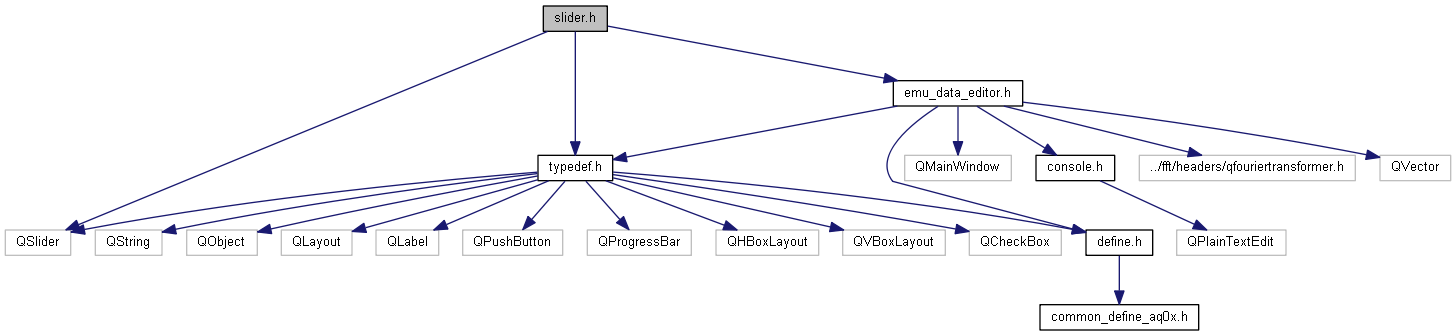 slider.h
emu_data_editor.h
typedef.h
QMainWindow
console.h
../fft/headers/qfouriertransformer.h
QVector
QSlider
QString
QObject
QLayout
QLabel
QPushButton
QProgressBar
QHBoxLayout
QVBoxLayout
QCheckBox
define.h
QPlainTextEdit
common_define_aq0x.h